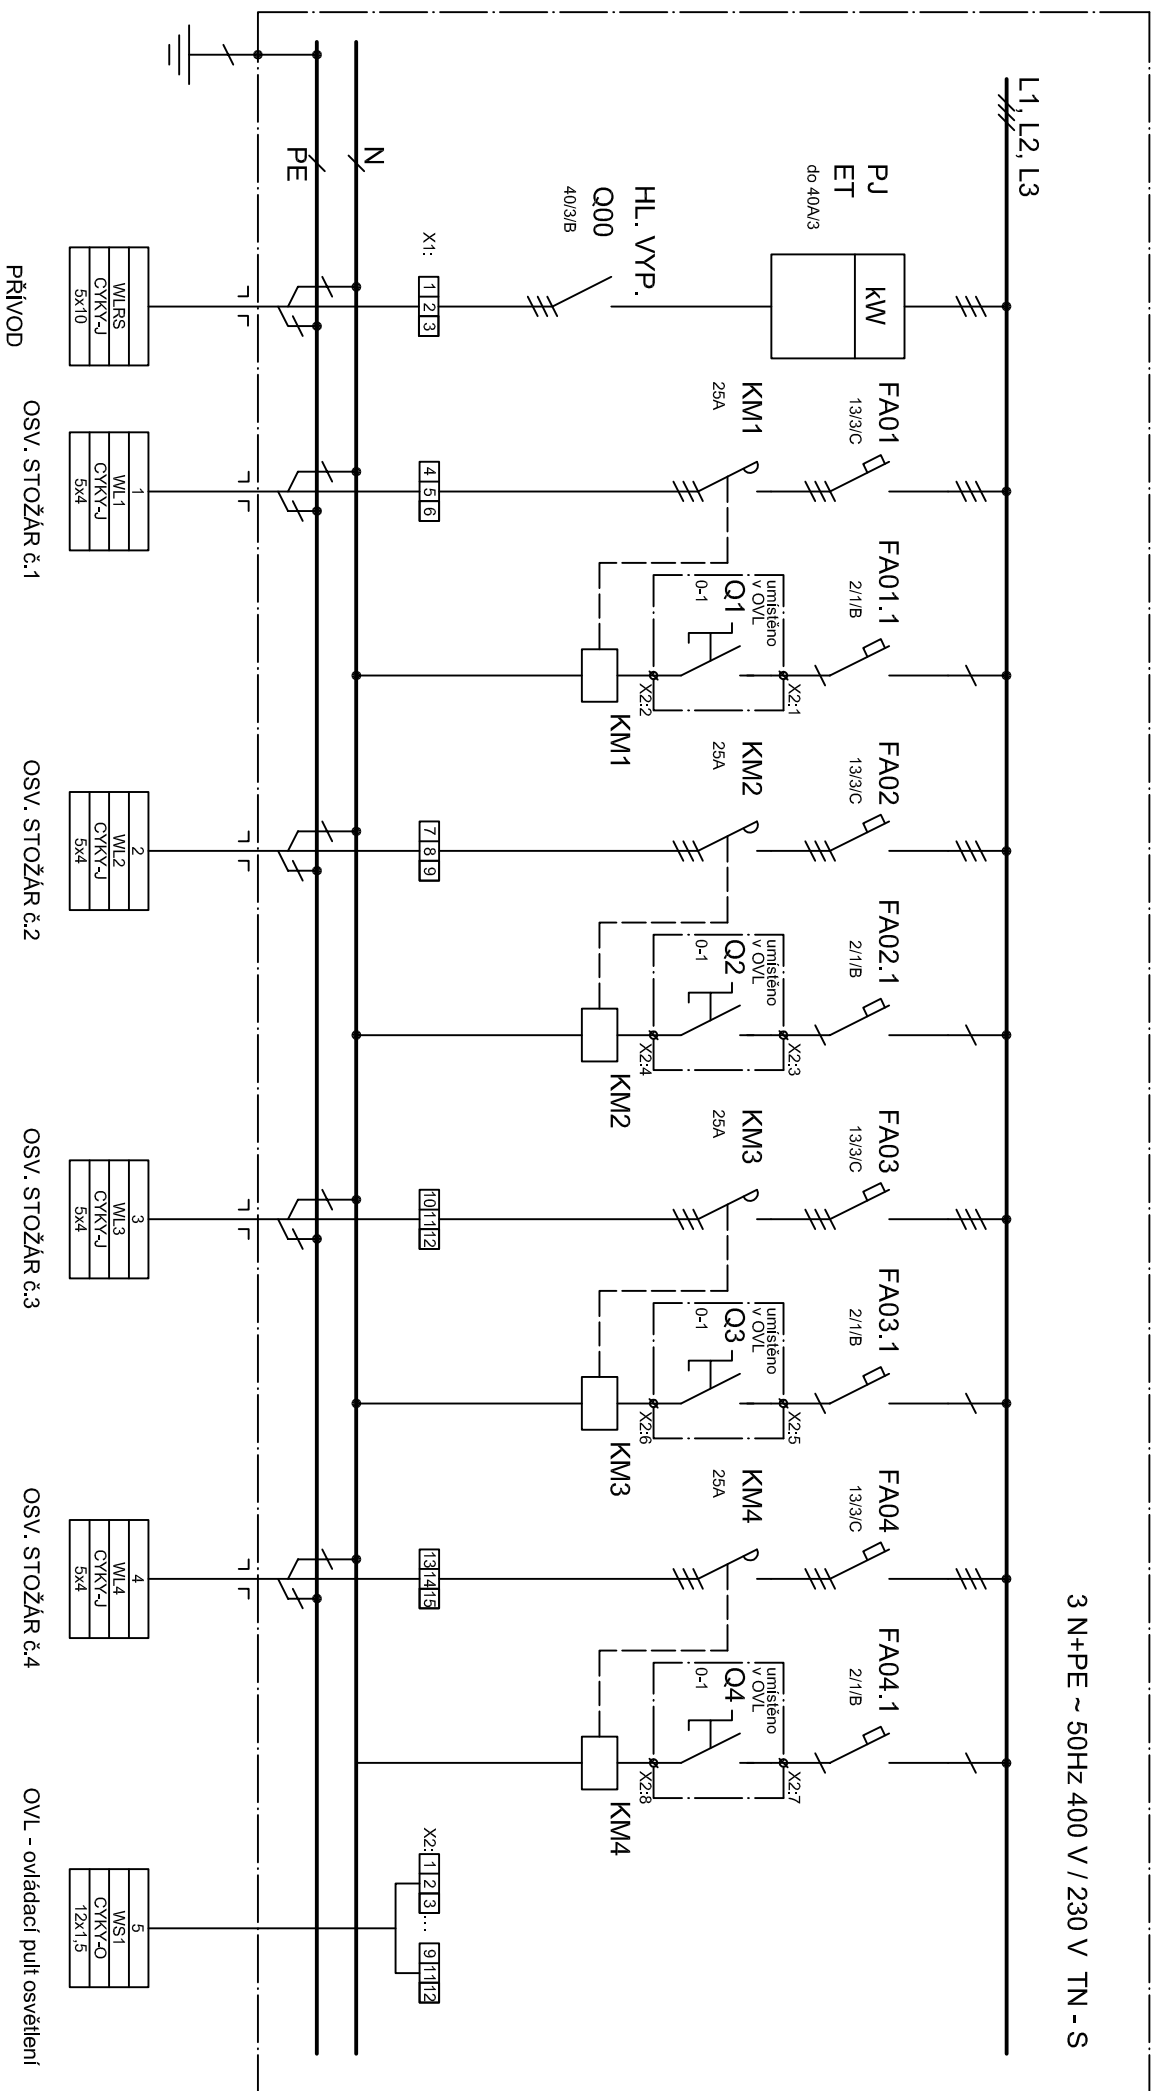 3 N+PE ~ 50Hz 400 V / 230 V TN - S
L1, L2, L3
PJ
ET
do 40A/3
kW
HL. VYP.
Q00
40/3/B
X1:
1 2 3
N
PE
WLRS
CYKY-J
5x10
PŘÍVOD
FA01
13/3/C
KM1
25A
4 5 6
1
WL1
CYKY-J
5x4
OSV. STOŽÁR č.1
FA01.1
2/1/B
umístěno
v OVL
Q1
0-1
X2:1
X2:2
KM1
FA02
13/3/C
KM2
25A
7 8 9
2
WL2
CYKY-J
5x4
OSV. STOŽÁR č.2
FA02.1
2/1/B
umístěno
v OVL
Q2
0-1
X2:3
X2:4
KM2
FA03
13/3/C
KM3
25A
10 11 12
3
WL3
CYKY-J
5x4
OSV. STOŽÁR č.3
FA03.1
2/1/B
umístěno
v OVL
Q3
0-1
X2:5
X2:6
KM3
FA04
13/3/C
KM4
25A
13 14 15
4
WL4
CYKY-J
5x4
OSV. STOŽÁR č.4
FA04.1
2/1/B
umístěno
v OVL
Q4
0-1
X2:7
X2:8
KM4
X2: 1 2 3 ... 9 11 12
5
WS1
CYKY-O
12x1,5
OVL - ovládací pult osvětlení